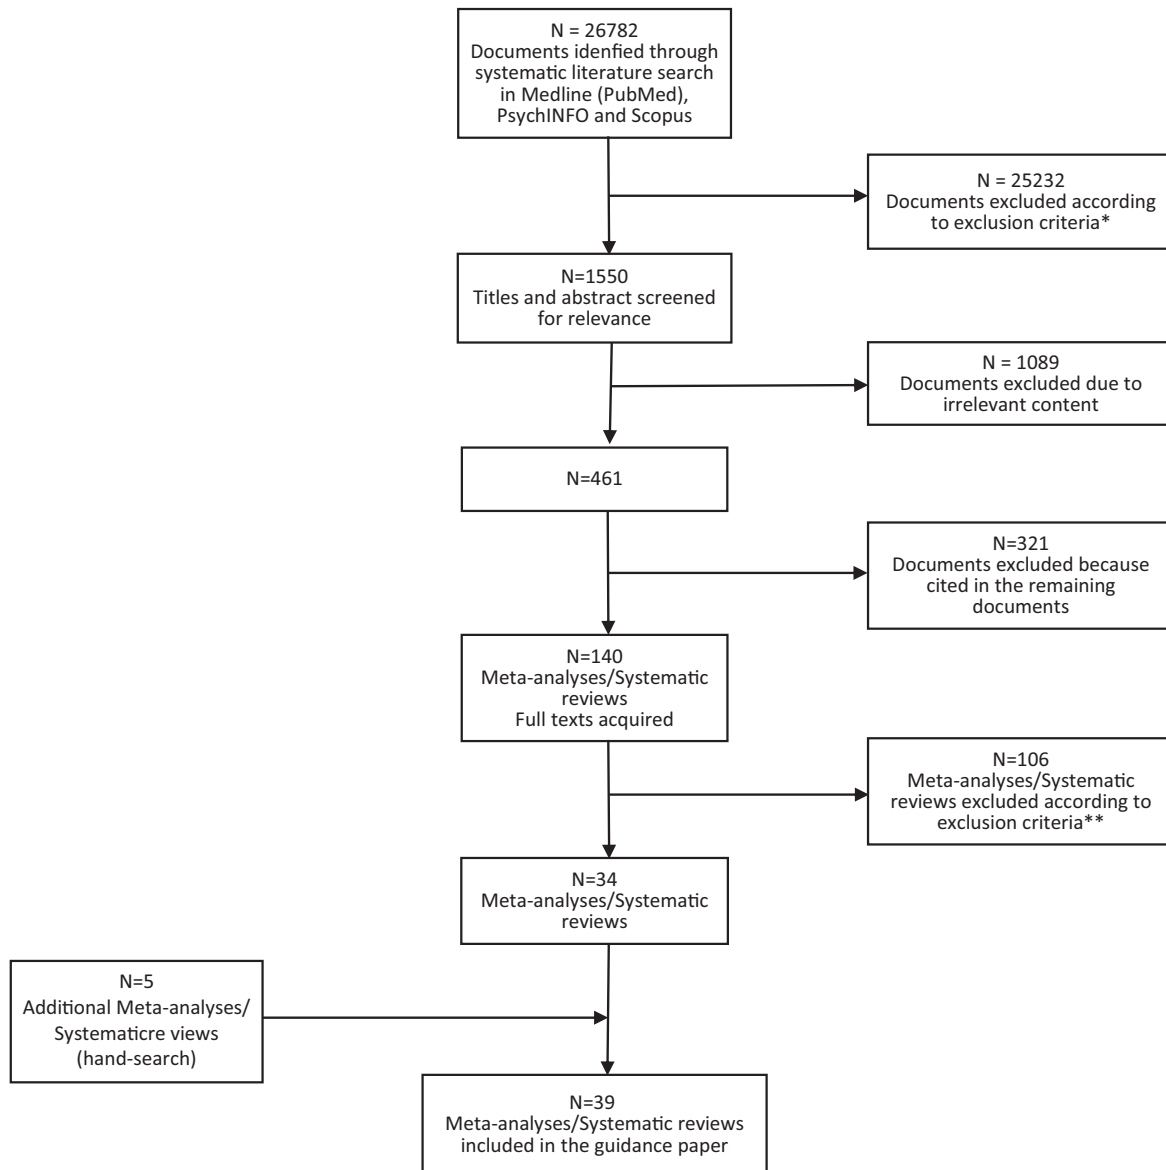 N = 26782
Documents idenfied through
systematic literature search
in Medline (PubMed),
PsychINFO and Scopus
N = 25232
Documents excluded according
to exclusion criteria*
N=1550
Titles and abstract screened
for relevance
N = 1089
Documents excluded due to
irrelevant content
N=461
N=321
Documents excluded because
cited in the remaining
documents
N=140
Meta-analyses/Systematic
reviews
Full texts acquired
N=106
Meta-analyses/Systematic
reviews excluded according to
exclusion criteria**
N=34
Meta-analyses/Systematic
reviews
N=5
Additional Meta-analyses/
Systematicre views
(hand-search)
N=39
Meta-analyses/Systematic reviews
included in the guidance paper